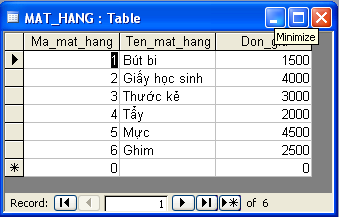 MAT_HANG : Table
Ma_mat_hang Ten_mat_hang Don_gia
Minimize
1 Bút bi 1500
2 Giấy học sinh 4000
3 Thước kẻ 3000
4 Tẩy 2000
5 Mực 4500
6 Ghim 2500
0 0
Record: 1 of 6